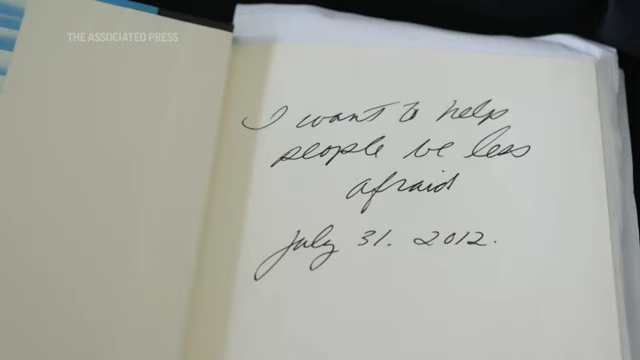 THE ASSOCIATED PRESS
I want to help
people be less
afraid
July 31. 2012.